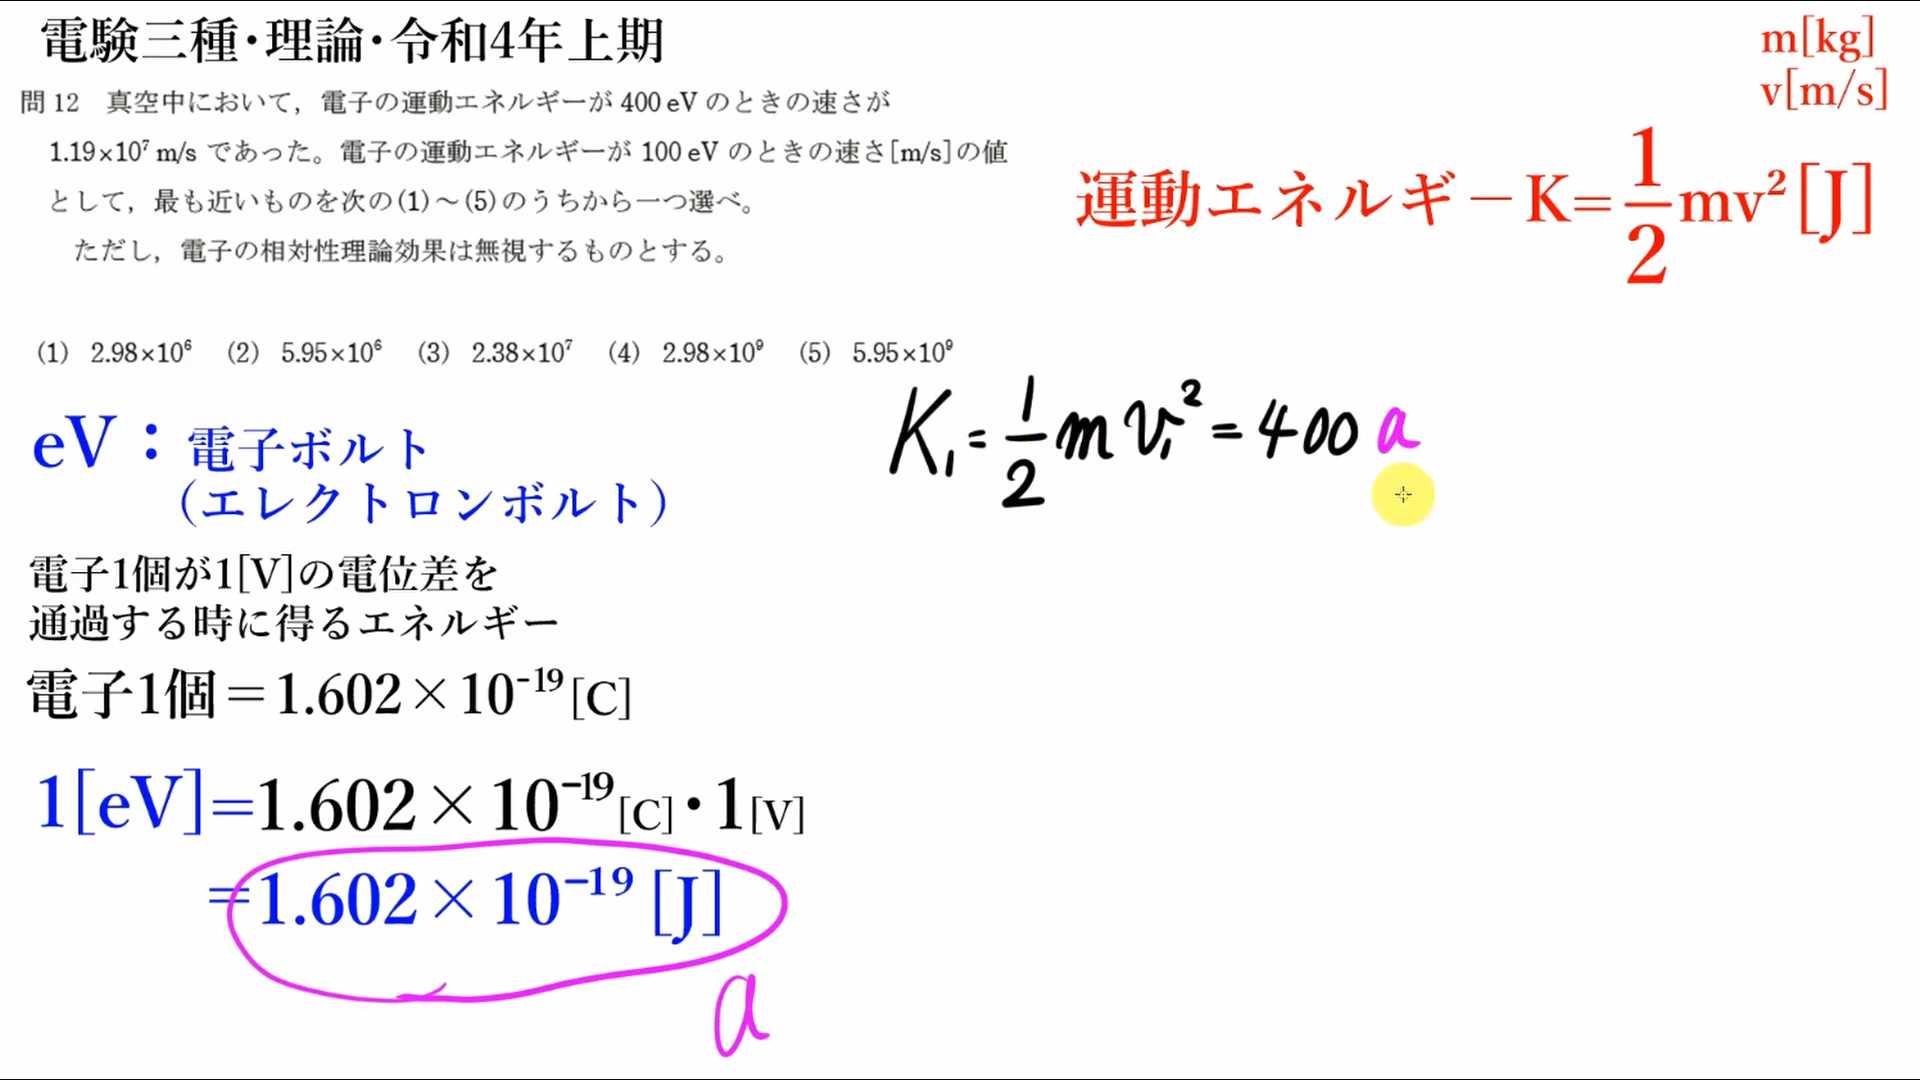 電験三種・理論・令和4年上期
問12 真空中において，電子の運動エネルギーが 400 eV のときの速さが
1.19×10⁷ m/s であった。電子の運動エネルギーが 100 eV のときの速さ[m/s]の値
として，最も近いものを次の(1)～(5)のうちから一つ選べ。
ただし，電子の相対性理論効果は無視するものとする。
(1) 2.98×10⁶ (2) 5.95×10⁶ (3) 2.38×10⁷ (4) 2.98×10⁹ (5) 5.95×10⁹
m[kg]
v[m/s]
運動エネルギーK=1/2 mv²[J]
K₁=1/2 m v₁²=400 a
eV：電子ボルト
（エレクトロンボルト）
電子1個が1[V]の電位差を
通過する時に得るエネルギー
電子1個＝1.602×10⁻¹⁹[C]
1[eV]=1.602×10⁻¹⁹[C]・1[V]
=1.602×10⁻¹⁹[J]
a